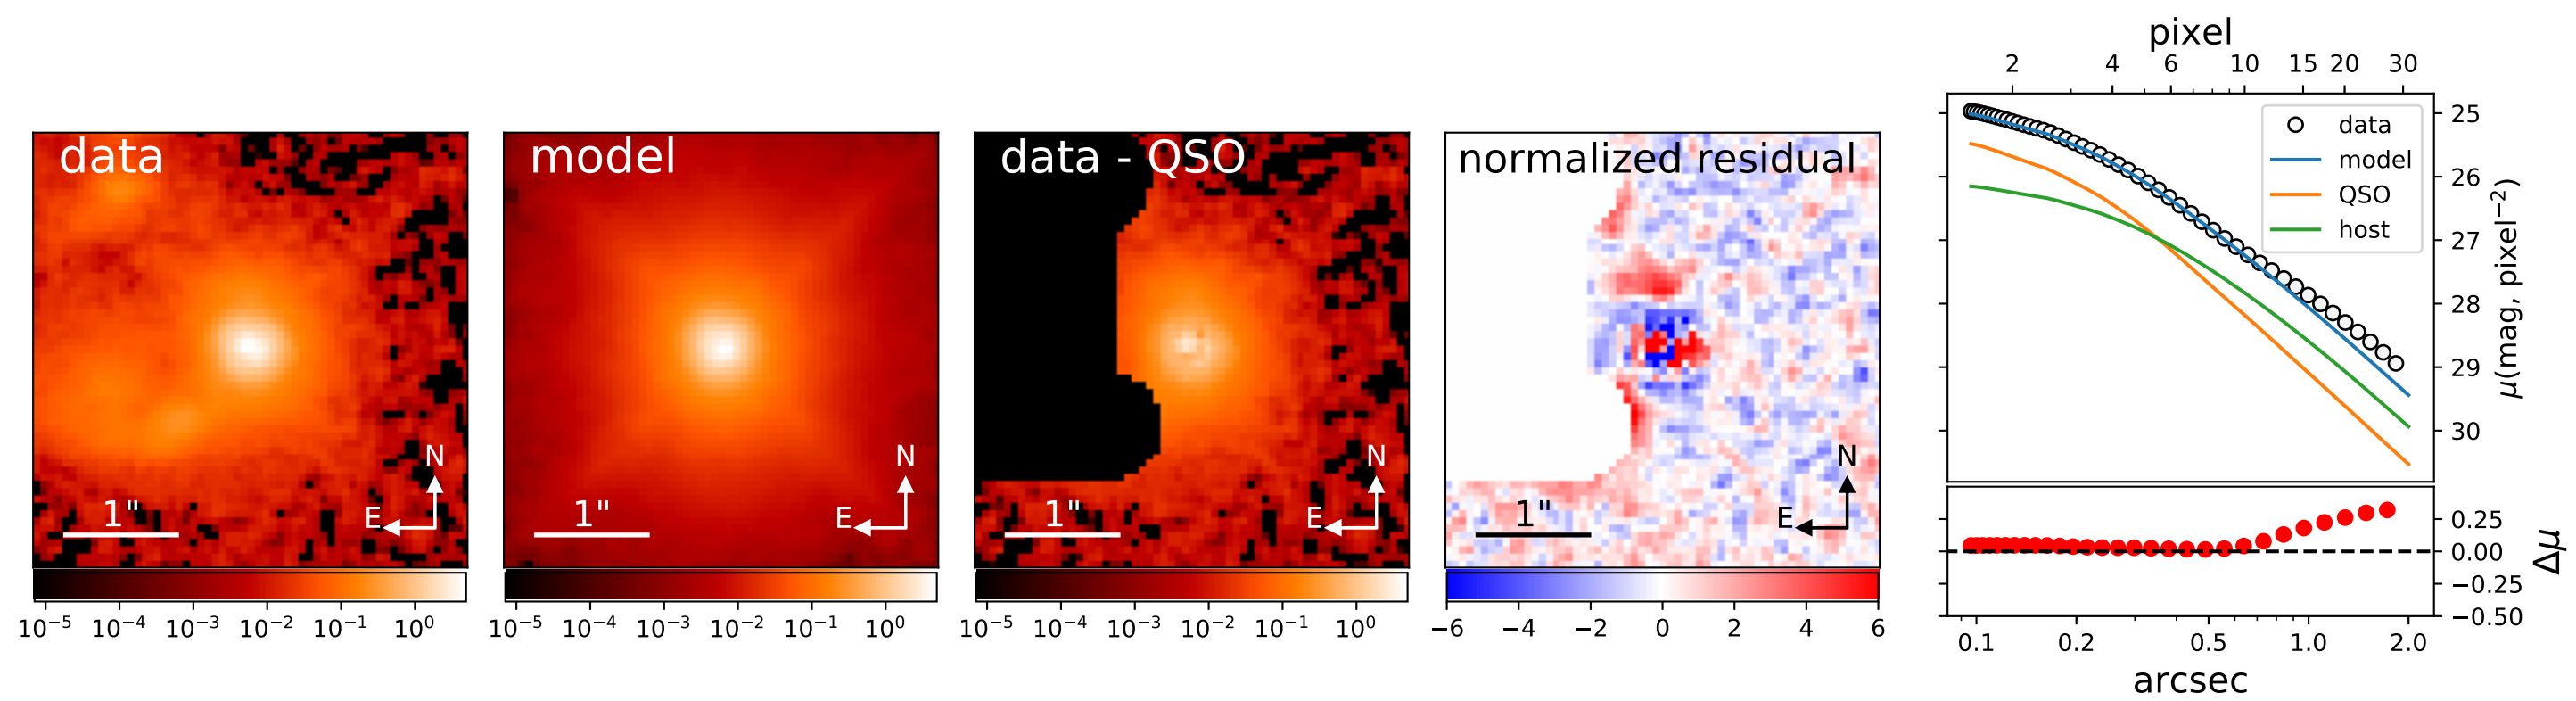 data
N
E
1"
10⁻⁵ 10⁻⁴ 10⁻³ 10⁻² 10⁻¹ 10⁰
model
N
E
1"
10⁻⁵ 10⁻⁴ 10⁻³ 10⁻² 10⁻¹ 10⁰
data - QSO
N
E
1"
10⁻⁵ 10⁻⁴ 10⁻³ 10⁻² 10⁻¹ 10⁰
normalized residual
N
E
1"
−6 −4 −2 0 2 4 6
pixel
2 4 6 10 15 20 30
data
model
QSO
host
25
26
27
28
29
30
μ(mag, pixel⁻²)
0.25
0.00
−0.25
−0.50
Δμ
0.1 0.2 0.5 1.0 2.0
arcsec